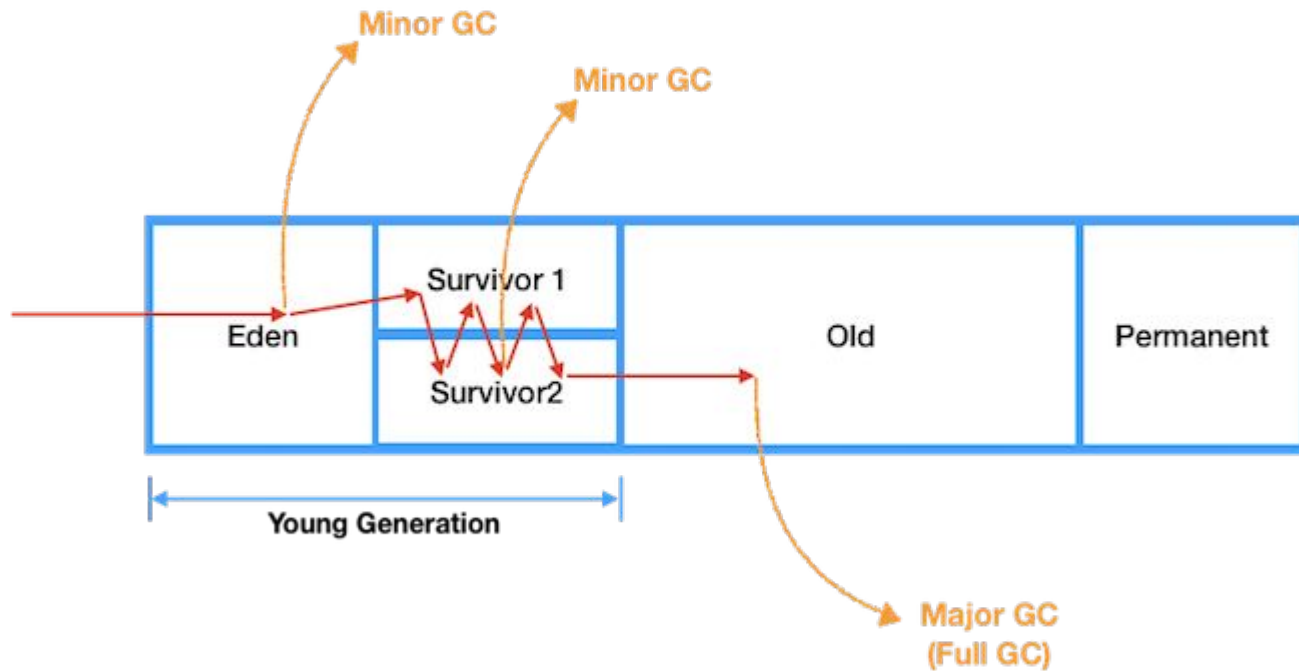 Minor GC
Minor GC
Survivor 1
Eden
Old
Permanent
Survivor2
Young Generation
Major GC
(Full GC)